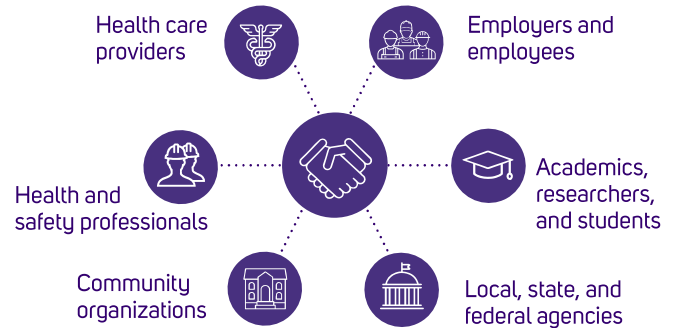 Health care
providers
Employers and
employees
Health and
safety professionals
Academics,
researchers,
and students
Community
organizations
Local, state, and
federal agencies